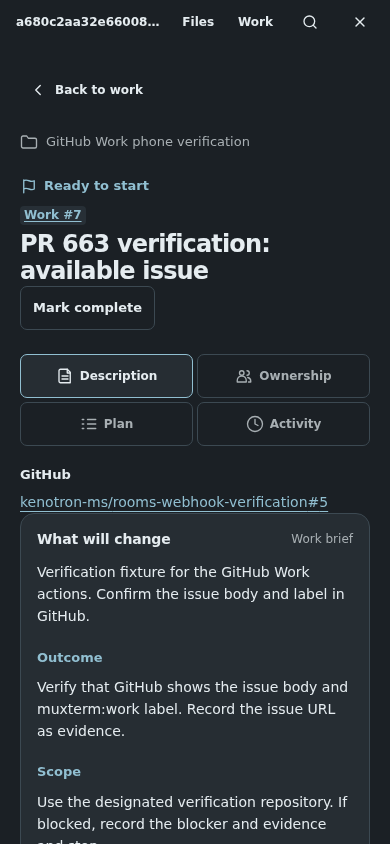 a680c2aa32e66008... Files Work
Back to work
GitHub Work phone verification
Ready to start
Work #7
PR 663 verification:
available issue
Mark complete
Description Ownership
Plan Activity
GitHub
kenotron-ms/rooms-webhook-verification#5
What will change Work brief
Verification fixture for the GitHub Work
actions. Confirm the issue body and label in
GitHub.
Outcome
Verify that GitHub shows the issue body and
muxterm:work label. Record the issue URL
as evidence.
Scope
Use the designated verification repository. If
blocked, record the blocker and evidence
and stop